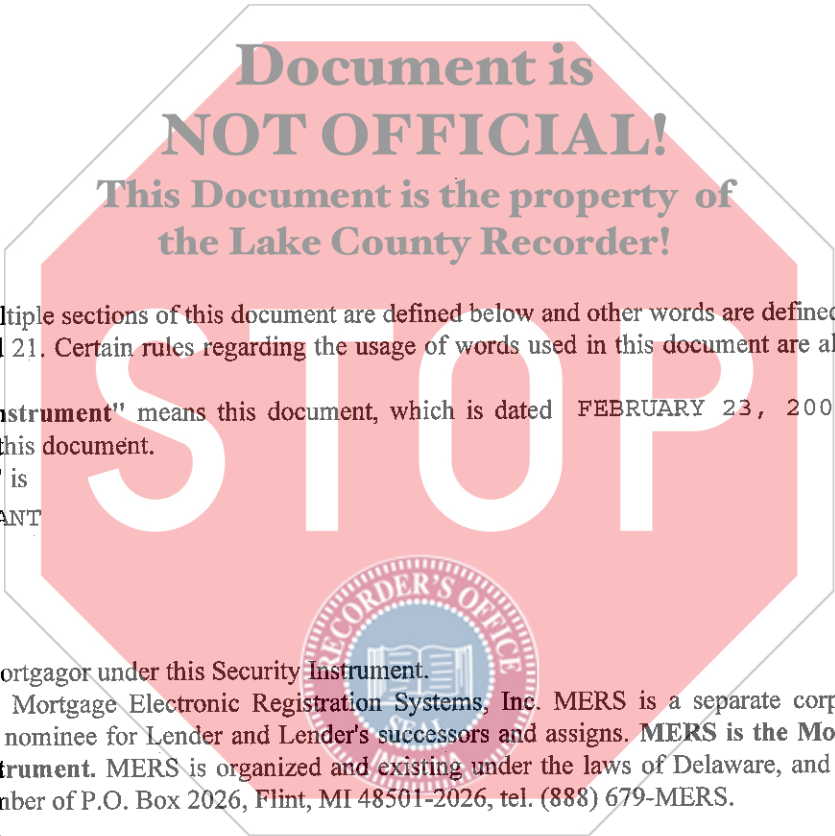 Document is
NOT OFFICIAL!
This Document is the property of
the Lake County Recorder!
ltiple sections of this document are defined below and other words are defined
21. Certain rules regarding the usage of words used in this document are al
nstrument" means this document, which is dated FEBRUARY 23, 200
this document.
" is
ANT
STOP
RECORDER'S OFFICE
SEAL
ortgagor under this Security Instrument.
Mortgage Electronic Registration Systems, Inc. MERS is a separate corp
nominee for Lender and Lender's successors and assigns. MERS is the Mo
trument. MERS is organized and existing under the laws of Delaware, and
nber of P.O. Box 2026, Flint, MI 48501-2026, tel. (888) 679-MERS.